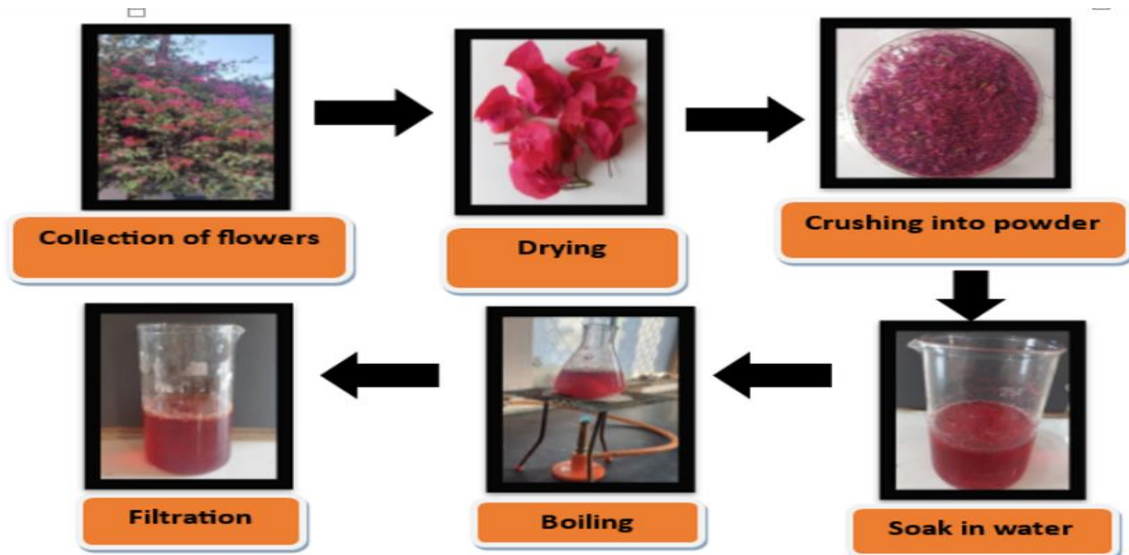 Collection of flowers
Drying
Crushing into powder
Soak in water
Boiling
Filtration